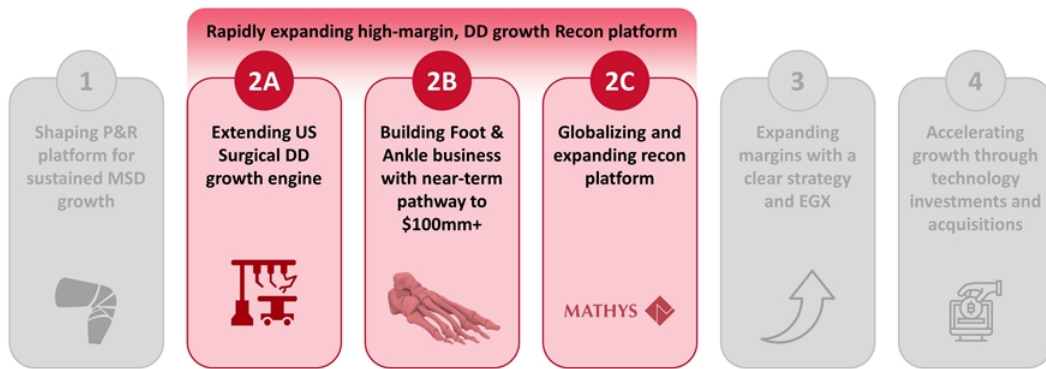 Rapidly expanding high-margin, DD growth Recon platform
1
Shaping P&R
platform for
sustained MSD
growth
2A
Extending US
Surgical DD
growth engine
2B
Building Foot &
Ankle business
with near-term
pathway to
$100mm+
2C
Globalizing and
expanding recon
platform
MATHYS
3
Expanding
margins with a
clear strategy
and EGX
4
Accelerating
growth through
technology
investments and
acquisitions